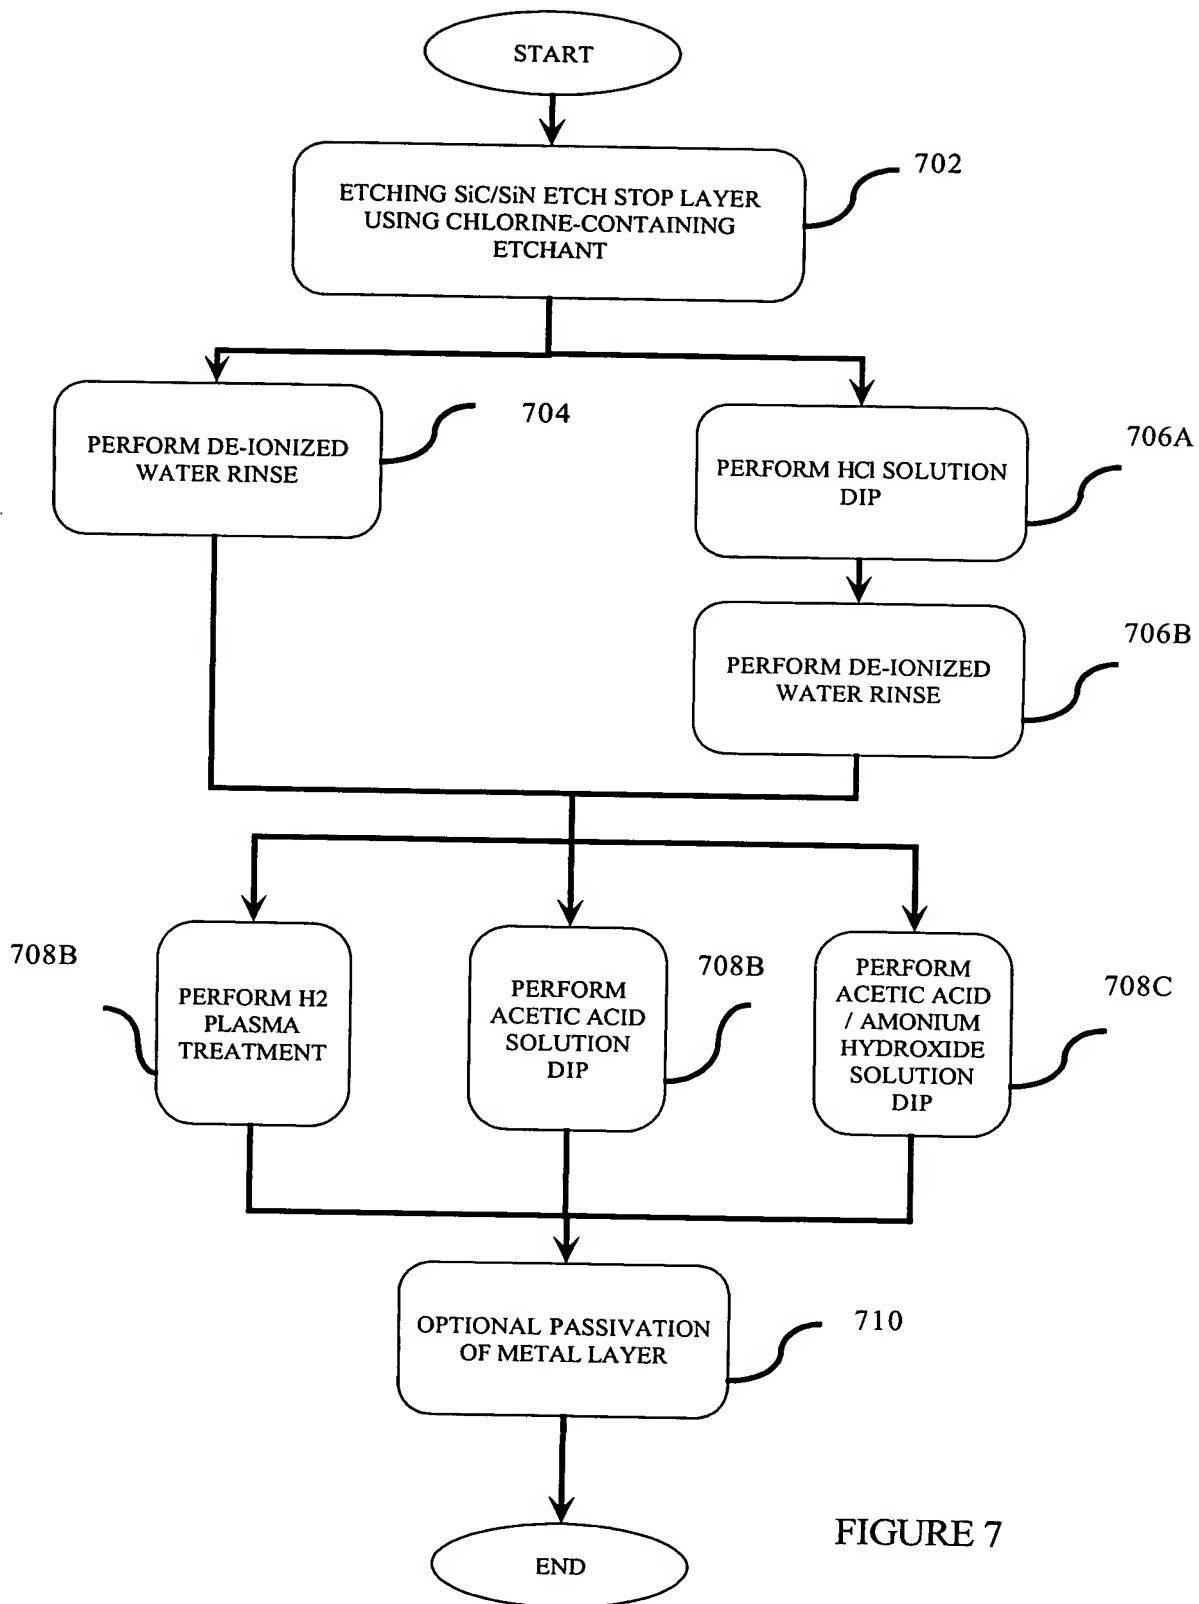 START
ETCHING SiC/SiN ETCH STOP LAYER
USING CHLORINE-CONTAINING
ETCHANT
702
PERFORM DE-IONIZED
WATER RINSE
704
PERFORM HCl SOLUTION
DIP
706A
PERFORM DE-IONIZED
WATER RINSE
706B
708B
PERFORM H2
PLASMA
TREATMENT
PERFORM
ACETIC ACID
SOLUTION
DIP
708B
PERFORM
ACETIC ACID
/ AMONIUM
HYDROXIDE
SOLUTION
DIP
708C
OPTIONAL PASSIVATION
OF METAL LAYER
710
END
FIGURE 7